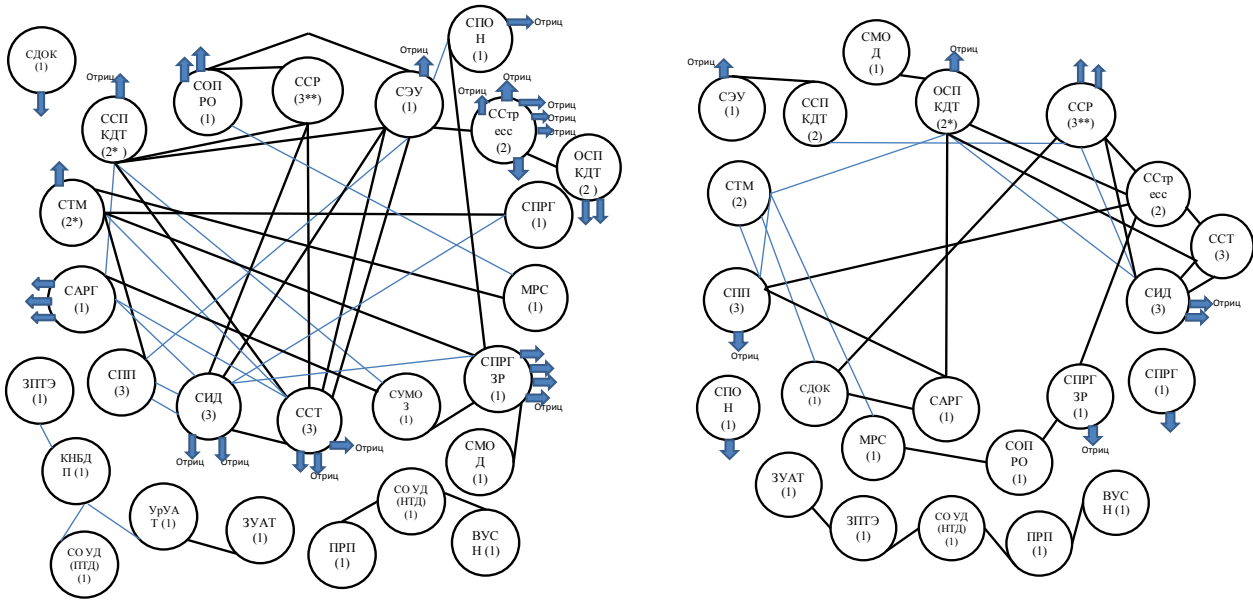 СДОК
(1)
Отриц
ССП
КДТ
(2*)
СОП
РО
(1)
ССР
(3**)
Отриц
СЭУ
(1)
СПО
Н
(1)
Отриц
Отриц
ССтр
есс
(2)
Отриц
Отриц
Отриц
ОСП
КДТ
(2)
СТМ
(2*)
СПРГ
(1)
САРГ
(1)
МРС
(1)
ЗПТЭ
(1)
СПП
(3)
СИД
(3)
Отриц
Отриц
ССТ
(3)
Отриц
Отриц
СУМО
З
(1)
СПРГ
ЗР
(1)
Отриц
СМО
Д
(1)
КНБД
П (1)
УрУА
Т (1)
ЗУАТ
(1)
СО УД
(ПТД)
(1)
СО УД
(НТД)
(1)
ПРП
(1)
ВУС
Н (1)
Отриц
СЭУ
(1)
ССП
КДТ
(2)
СМО
Д
(1)
Отриц
ОСП
КДТ
(2*)
ССР
(3**)
СТМ
(2)
ССтр
есс
(2)
ССТ
(3)
СПП
(3)
Отриц
СИД
(3)
Отриц
СПО
Н
(1)
СДОК
(1)
САРГ
(1)
СПРГ
ЗР
(1)
Отриц
СПРГ
(1)
МРС
(1)
СОП
РО
(1)
ЗУАТ
(1)
ЗПТЭ
(1)
СО УД
(НТД)
(1)
ПРП
(1)
ВУС
Н (1)